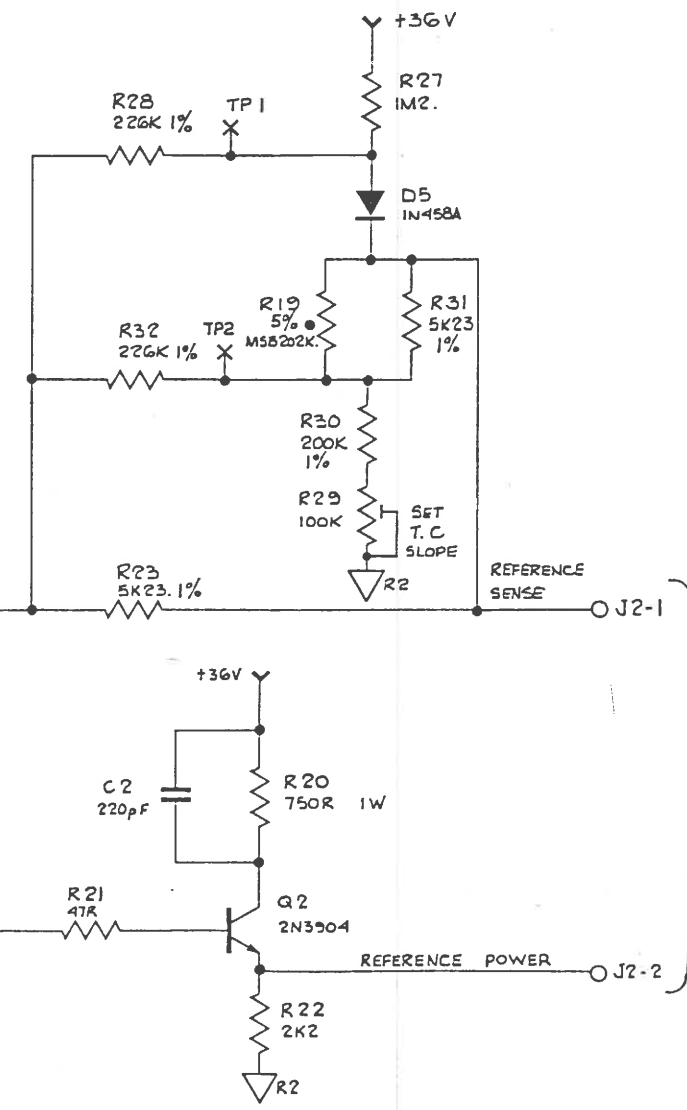 +36V
R27
1M2.
R28
226K 1%
TP1
D5
1N458A
R19
5%
MSB202K.
R31
5K23
1%
R32
226K 1%
TP2
R30
200K
1%
R29
100K
SET
T.C
SLOPE
R2
R23
5K23. 1%
REFERENCE
SENSE
J2-1
+36V
C2
220pF
R20
750R 1W
R21
47R
Q2
2N3904
REFERENCE POWER
J2-2
R22
2K2
R2